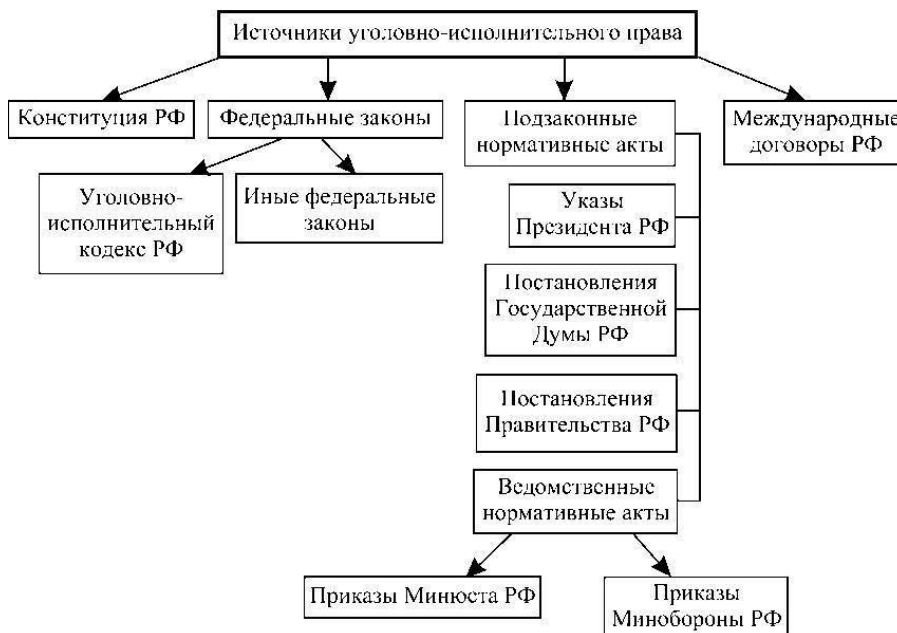 Источники уголовно-исполнительного права
Конституция РФ
Федеральные законы
Подзаконные
нормативные акты
Международные
договоры РФ
Уголовно-
исполнительный
кодекс РФ
Иные федеральные
законы
Указы
Президента РФ
Постановления
Государственной
Думы РФ
Постановления
Правительства РФ
Ведомственные
нормативные акты
Приказы Минюста РФ
Приказы
Минобороны РФ